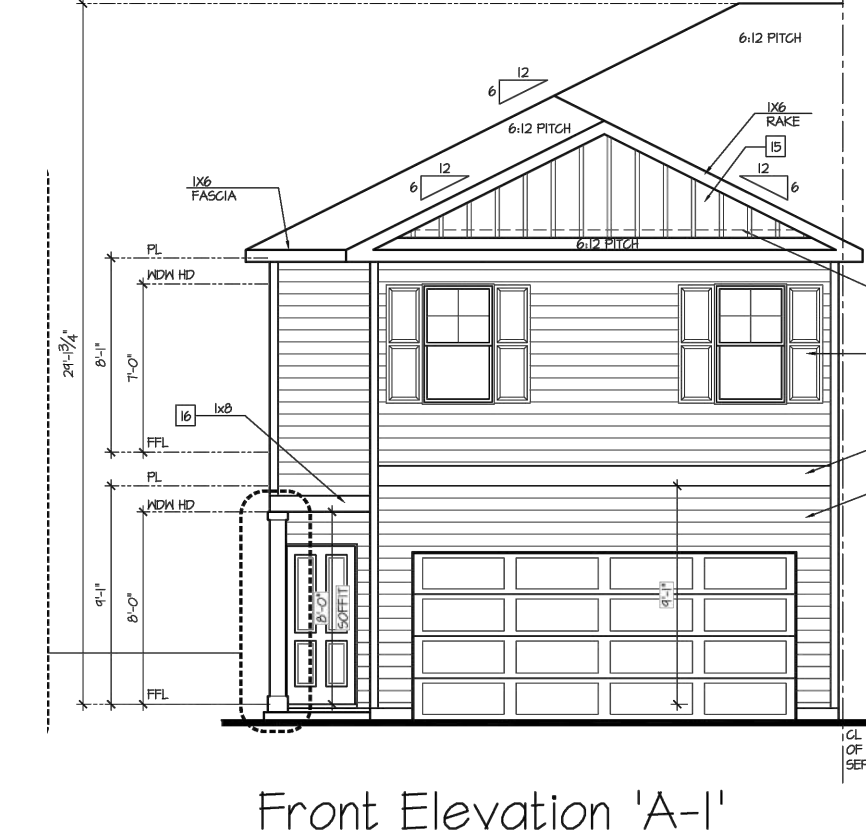 6:12 PITCH
12
6
6:12 PITCH
1X6
RAKE
15
12
6
12
6
1X6
FASCIA
6:12 PITCH
PL
WDW HD
29'-1 3/4"
8'-1"
7'-0"
16
1x8
FFL
PL
WDW HD
9'-1"
8'-0"
8'-0"
SOFFIT
9'-1"
FFL
CL
OF
Front Elevation 'A-1'